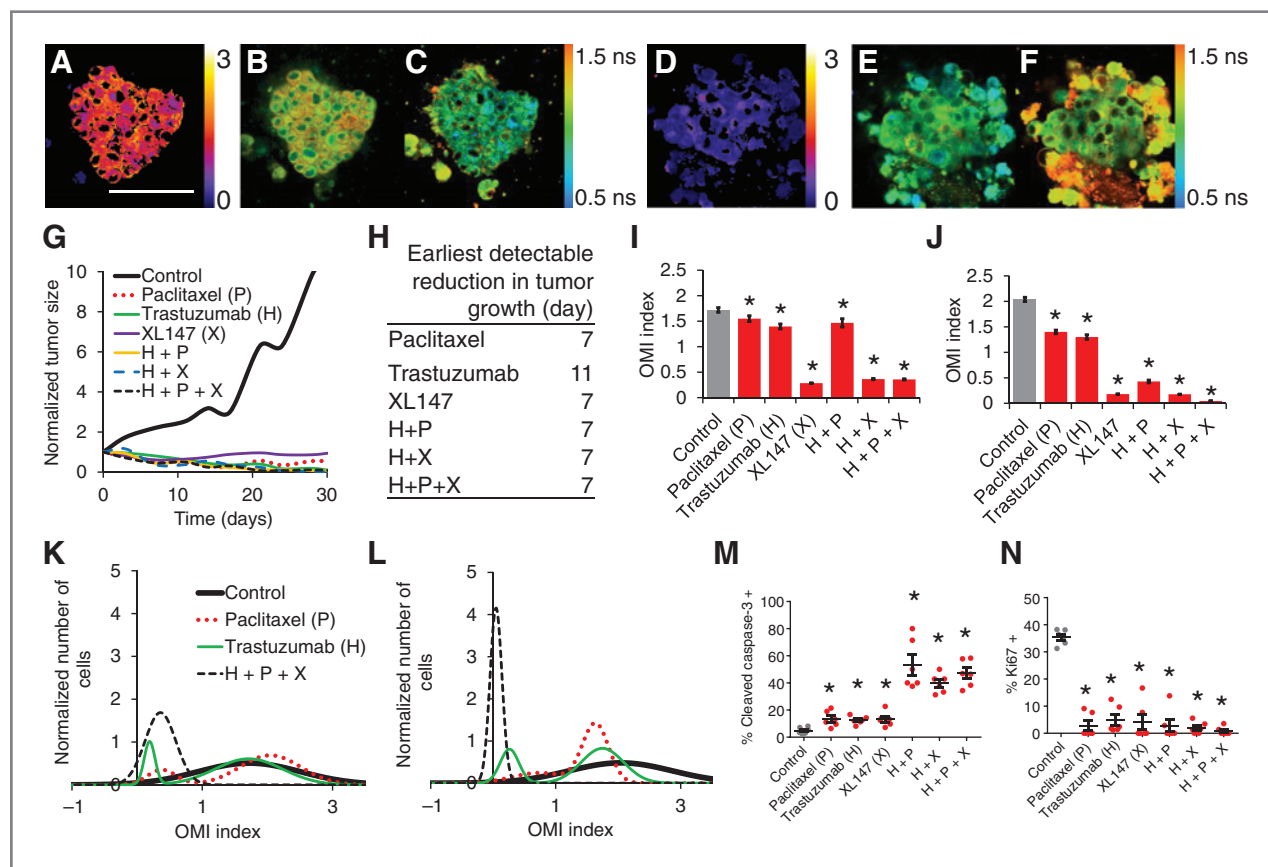 A
B
C
D
E
F
3
0
1.5 ns
0.5 ns
3
0
1.5 ns
0.5 ns
G
Normalized tumor size
10
8
6
4
2
0
Control
Paclitaxel (P)
Trastuzumab (H)
XL147 (X)
H + P
H + X
H + P + X
0 10 20 30
Time (days)
H
Earliest detectable
reduction in tumor
growth (day)
Paclitaxel 7
Trastuzumab 11
XL147 7
H+P 7
H+X 7
H+P+X 7
I
OMI index
2.5
2
1.5
1
0.5
0
* * * * * *
Control
Paclitaxel (P)
Trastuzumab (H)
XL147 (X)
H + P
H + X
H + P + X
J
OMI index
2.5
2
1.5
1
0.5
0
* * * * * *
Control
Paclitaxel (P)
Trastuzumab (H)
XL147
H + P
H + X
H + P + X
K
Normalized number of
cells
5
4
3
2
1
0
Control
Paclitaxel (P)
Trastuzumab (H)
H + P + X
−1 1 3
OMI index
L
Normalized number of
cells
5
4
3
2
1
0
−1 1 3
OMI index
M
% Cleaved caspase-3 +
100
80
60
40
20
0
* * * * * *
Control
Paclitaxel (P)
Trastuzumab (H)
XL147 (X)
H + P
H + X
H + P + X
N
% Ki67 +
50
40
30
20
10
0
* * * * * *
Control
Paclitaxel (P)
Trastuzumab (H)
XL147 (X)
H + P
H + X
H + P + X